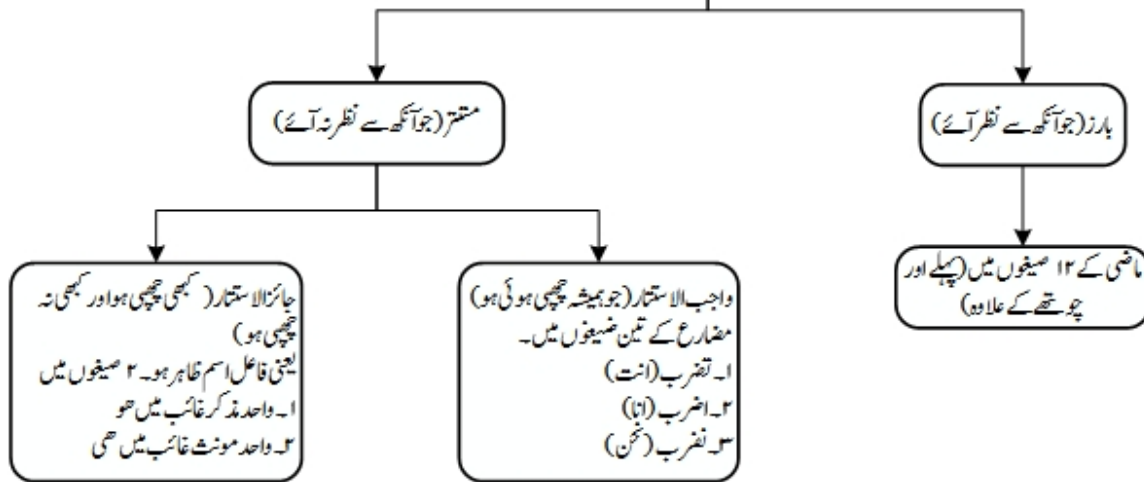 بارز (جو آنکھ سے نظر آئے)
مستتر (جو آنکھ سے نظر نہ آئے)
ماضی کے ۱۲ صیغوں میں (پہلے اور
چوتھے کے علاوہ)
واجب الاستتار (جو ہمیشہ چھپی ہوئی ہو)
مضارع کے تین صیغوں میں۔
۱۔ تضرب (انت)
۲۔ اضرب (انا)
۳۔ نضرب (نحن)
جائز الاستتار ( کبھی چھپی ہو اور کبھی نہ
چھپی ہو)
یعنی فاعل اسم ظاہر ہو۔ ۲ صیغوں میں
۱۔ واحد مذکر غائب میں ھو
۲۔ واحد مونث غائب میں ھی